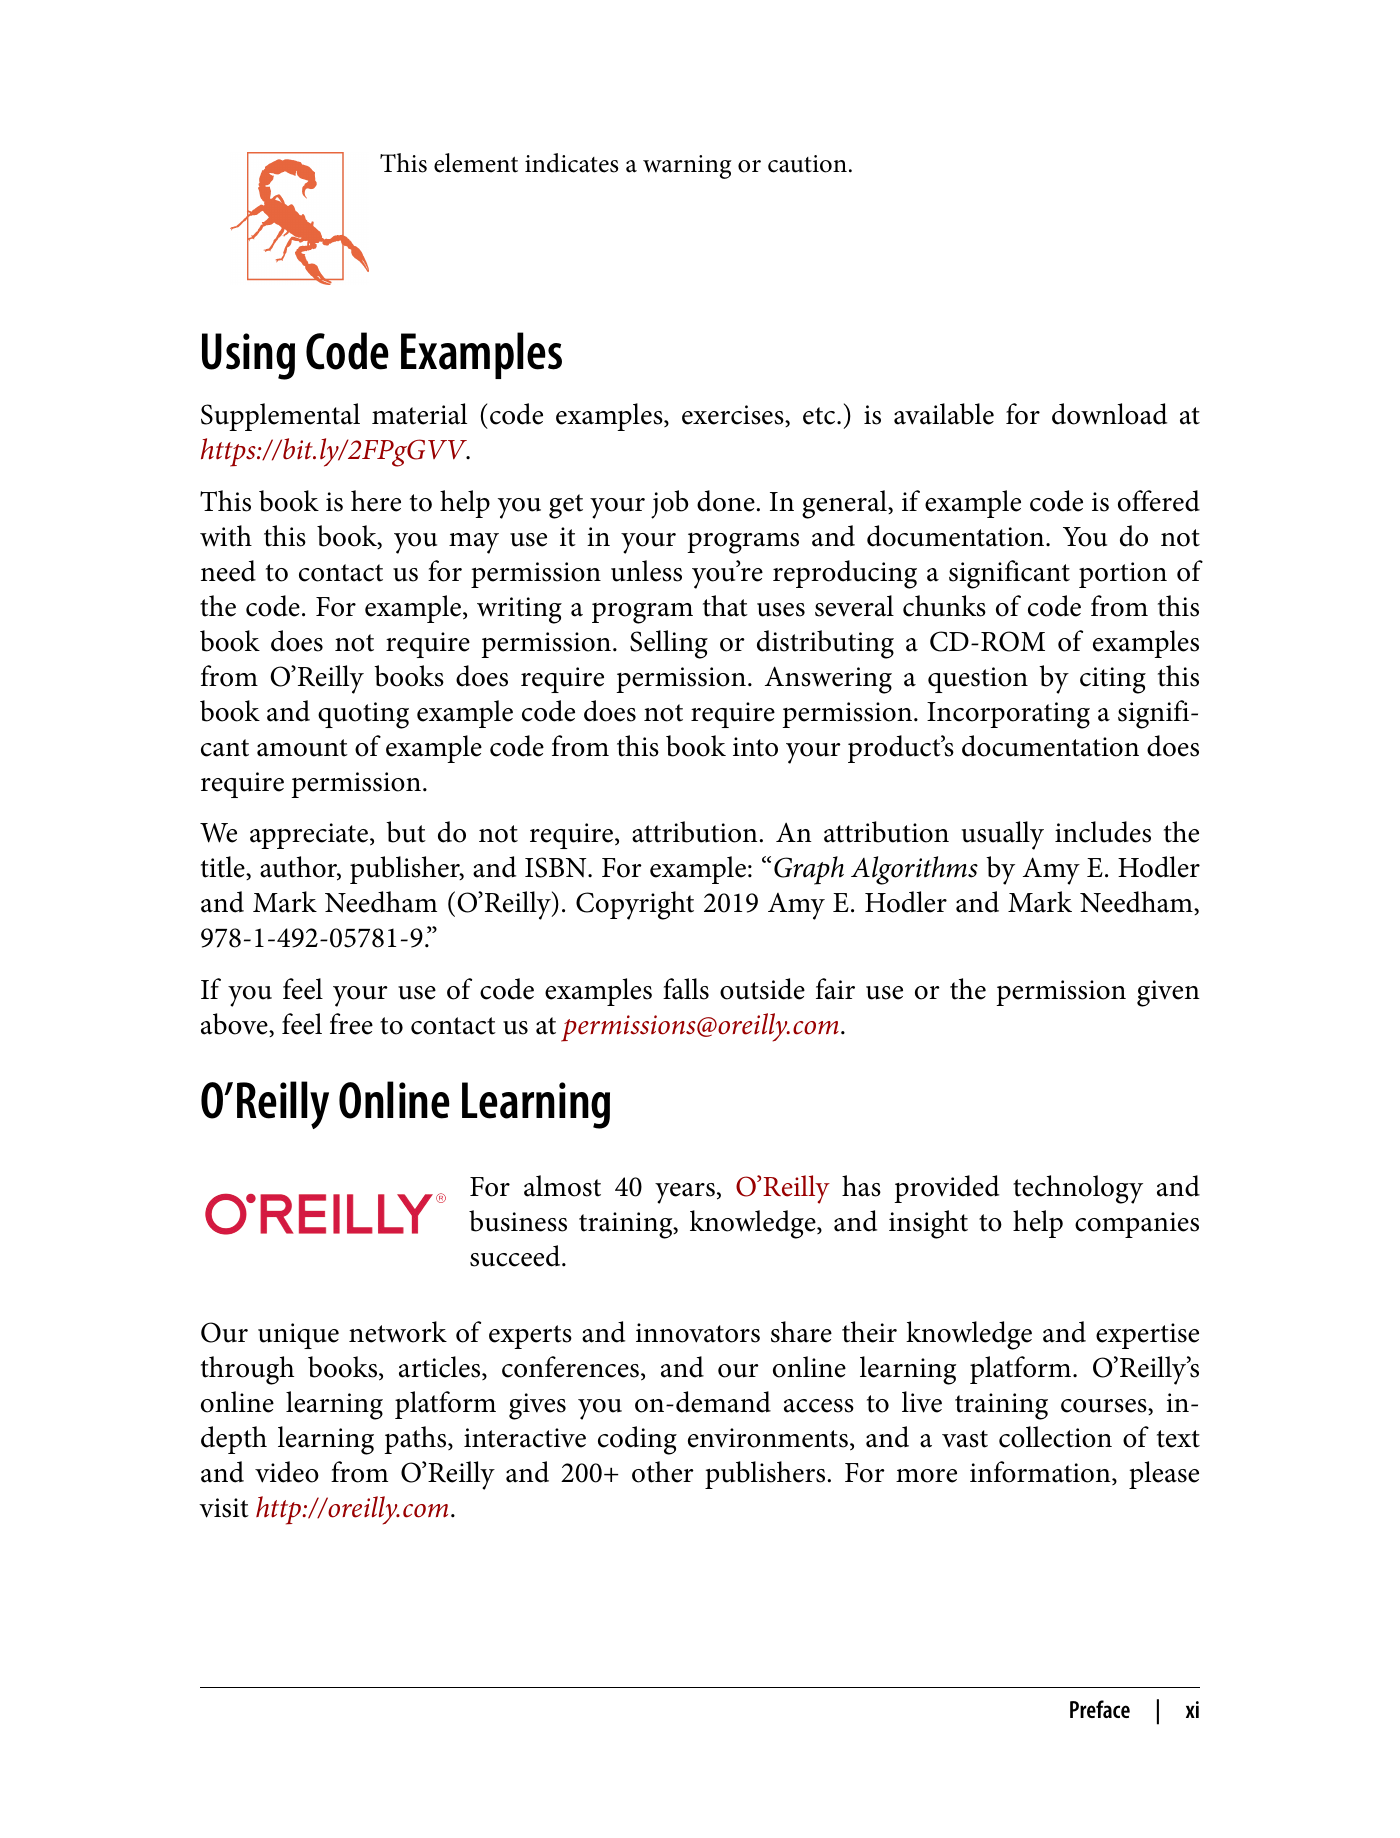 This element indicates a warning or caution.
Using Code Examples
Supplemental material (code examples, exercises, etc.) is available for download at
https://bit.ly/2FPgGVV.
This book is here to help you get your job done. In general, if example code is offered
with this book, you may use it in your programs and documentation. You do not
need to contact us for permission unless you’re reproducing a significant portion of
the code. For example, writing a program that uses several chunks of code from this
book does not require permission. Selling or distributing a CD-ROM of examples
from O’Reilly books does require permission. Answering a question by citing this
book and quoting example code does not require permission. Incorporating a signifi-
cant amount of example code from this book into your product’s documentation does
require permission.
We appreciate, but do not require, attribution. An attribution usually includes the
title, author, publisher, and ISBN. For example: “Graph Algorithms by Amy E. Hodler
and Mark Needham (O’Reilly). Copyright 2019 Amy E. Hodler and Mark Needham,
978-1-492-05781-9.”
If you feel your use of code examples falls outside fair use or the permission given
above, feel free to contact us at permissions@oreilly.com.
O’Reilly Online Learning
O’REILLY®
For almost 40 years, O’Reilly has provided technology and
business training, knowledge, and insight to help companies
succeed.
Our unique network of experts and innovators share their knowledge and expertise
through books, articles, conferences, and our online learning platform. O’Reilly’s
online learning platform gives you on-demand access to live training courses, in-
depth learning paths, interactive coding environments, and a vast collection of text
and video from O’Reilly and 200+ other publishers. For more information, please
visit http://oreilly.com.
Preface | xi